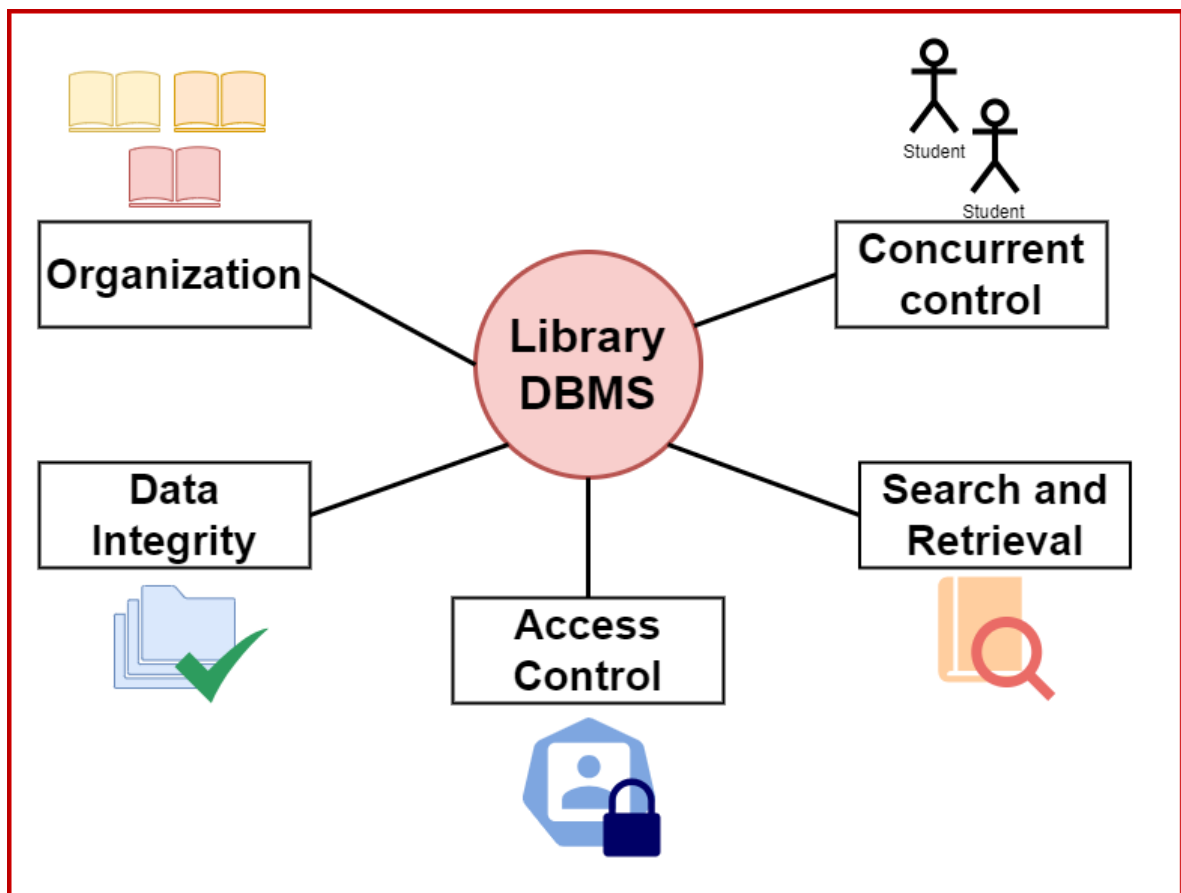 Student
Student
Organization
Concurrent
control
Library
DBMS
Data
Integrity
Search and
Retrieval
Access
Control